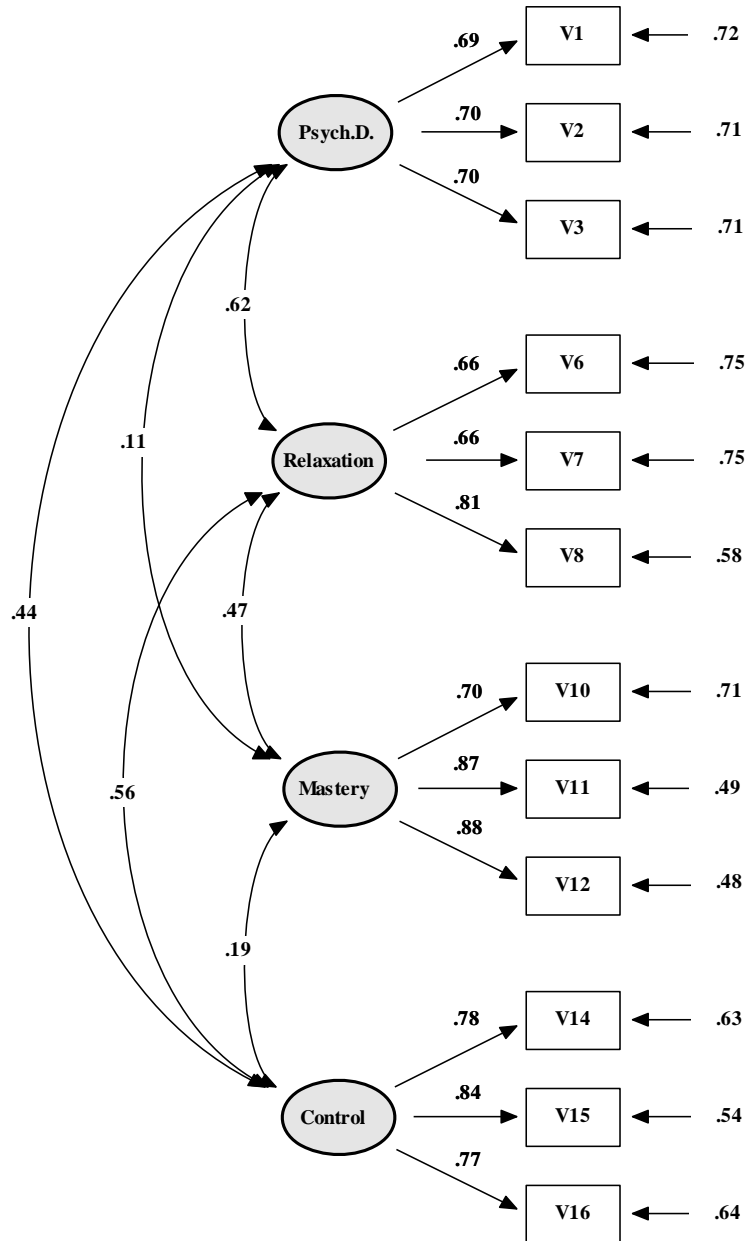 V1
.72
.69
Psych.D.
.70
V2
.71
.70
V3
.71
.62
.66
V6
.75
.11
Relaxation
.66
V7
.75
.81
V8
.58
.44
.47
.70
V10
.71
.56
Mastery
.87
V11
.49
.88
V12
.48
.19
.78
V14
.63
Control
.84
V15
.54
.77
V16
.64